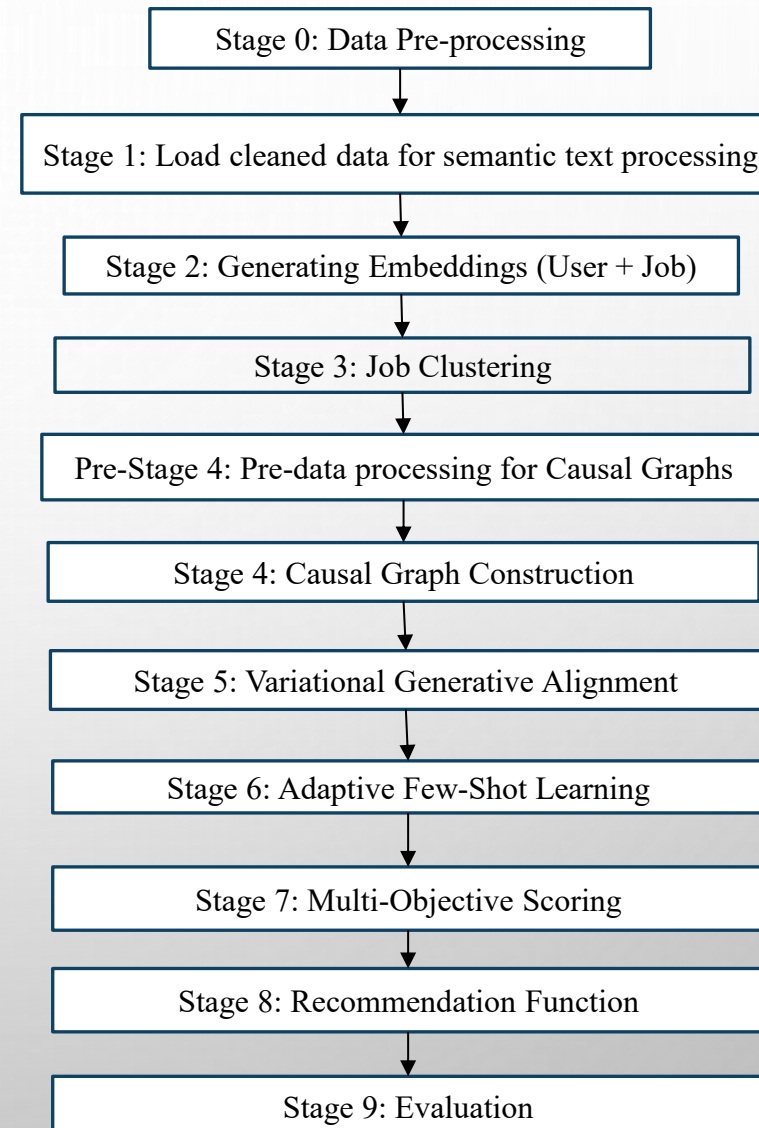 Stage 0: Data Pre-processing
Stage 1: Load cleaned data for semantic text processing
Stage 2: Generating Embeddings (User + Job)
Stage 3: Job Clustering
Pre-Stage 4: Pre-data processing for Causal Graphs
Stage 4: Causal Graph Construction
Stage 5: Variational Generative Alignment
Stage 6: Adaptive Few-Shot Learning
Stage 7: Multi-Objective Scoring
Stage 8: Recommendation Function
Stage 9: Evaluation